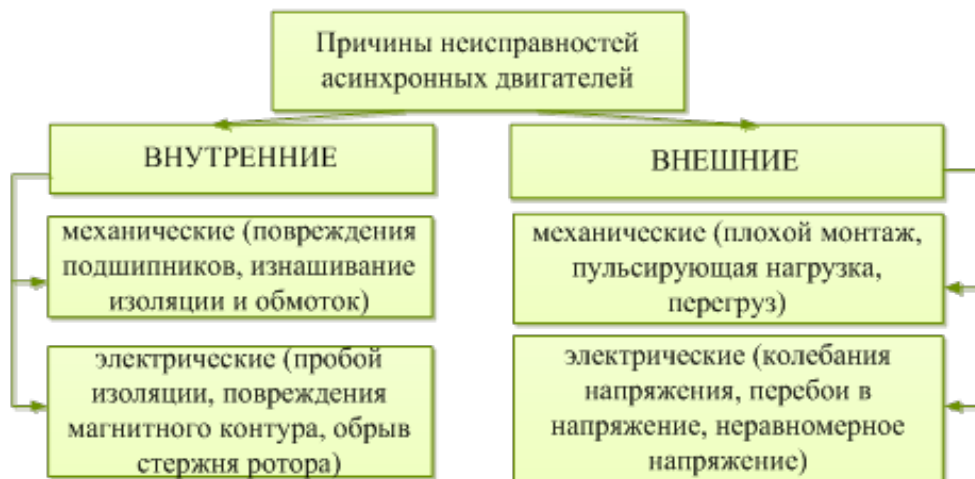 Причины неисправностей
асинхронных двигателей
ВНУТРЕННИЕ
механические (повреждения
подшипников, изнашивание
изоляции и обмоток)
электрические (пробой
изоляции, повреждения
магнитного контура, обрыв
стержня ротора)
ВНЕШНИЕ
механические (плохой монтаж,
пульсирующая нагрузка,
перегруз)
электрические (колебания
напряжения, перебои в
напряжение, неравномерное
напряжение)